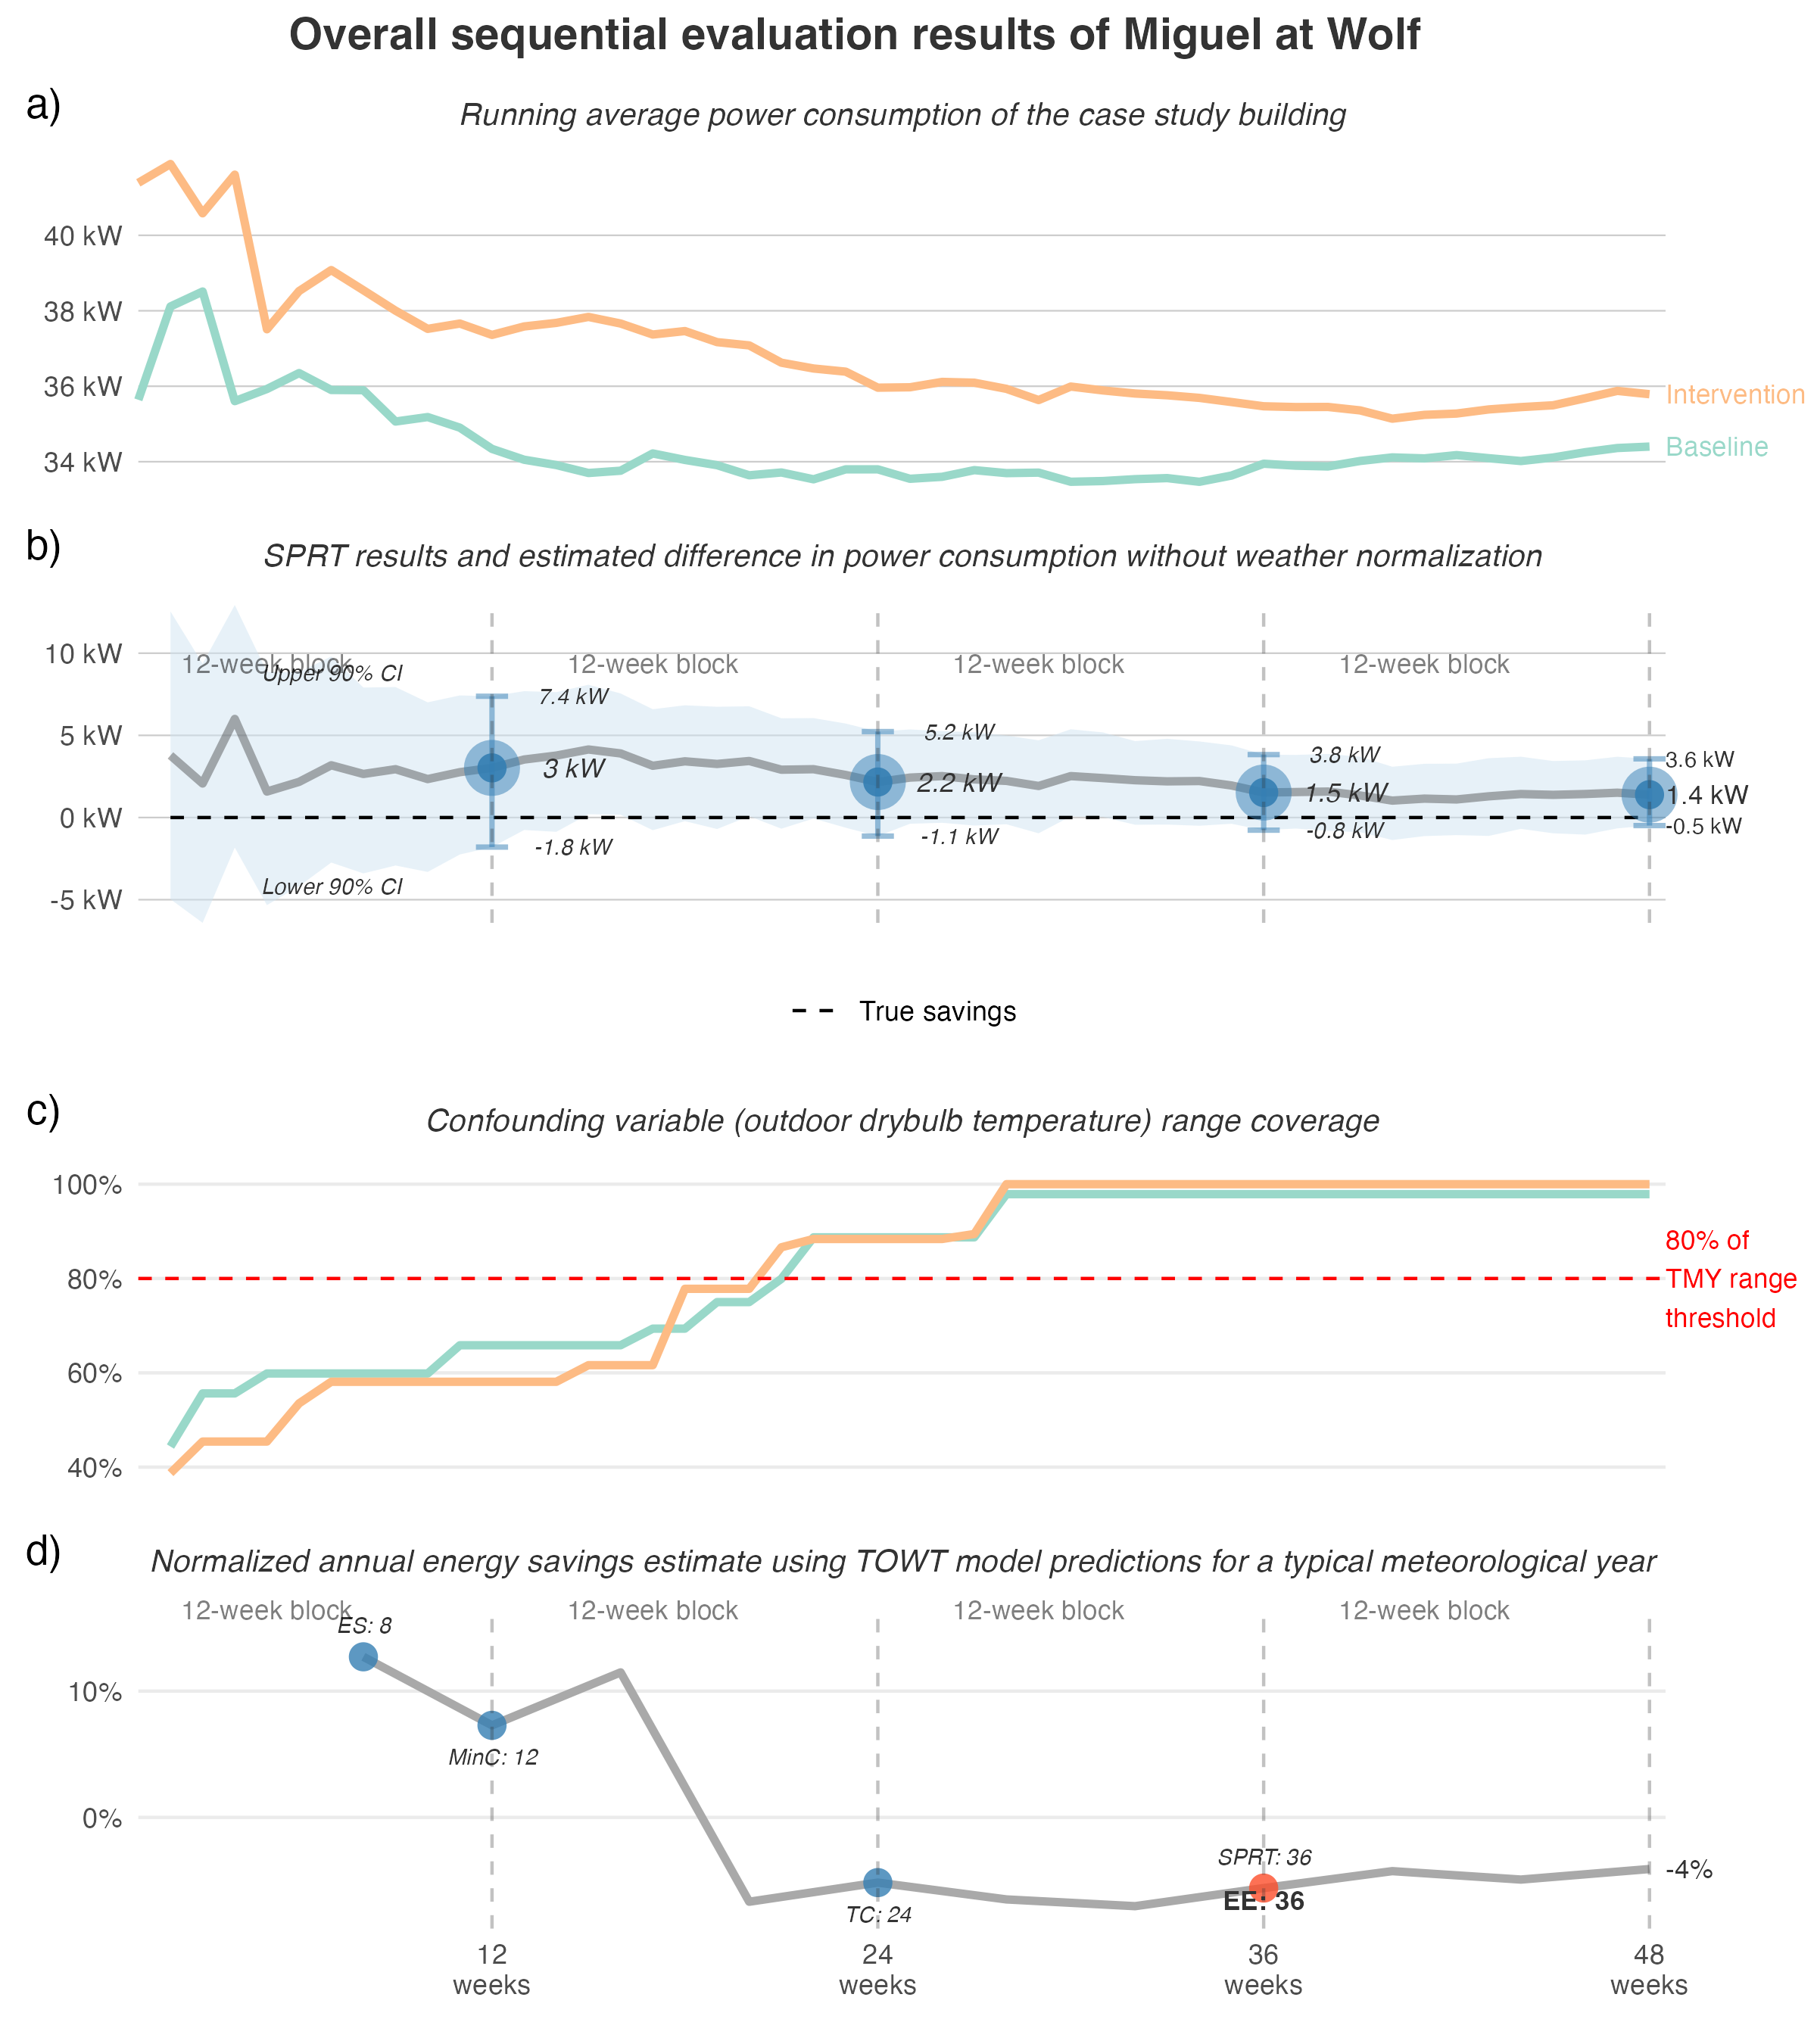 Overall sequential evaluation results of Miguel at Wolf
a)
Running average power consumption of the case study building
40 kW
38 kW
36 kW
34 kW
Intervention
Baseline
b)
SPRT results and estimated difference in power consumption without weather normalization
10 kW
5 kW
0 kW
-5 kW
12-week block
12-week block
12-week block
12-week block
Upper 90% CI
Lower 90% CI
7.4 kW
3 kW
-1.8 kW
5.2 kW
2.2 kW
-1.1 kW
3.8 kW
1.5 kW
-0.8 kW
3.6 kW
1.4 kW
-0.5 kW
True savings
c)
Confounding variable (outdoor drybulb temperature) range coverage
100%
80%
60%
40%
80% of
TMY range
threshold
d)
Normalized annual energy savings estimate using TOWT model predictions for a typical meteorological year
12-week block
12-week block
12-week block
12-week block
10%
0%
ES: 8
MinC: 12
TC: 24
SPRT: 36
EE: 36
-4%
12
weeks
24
weeks
36
weeks
48
weeks